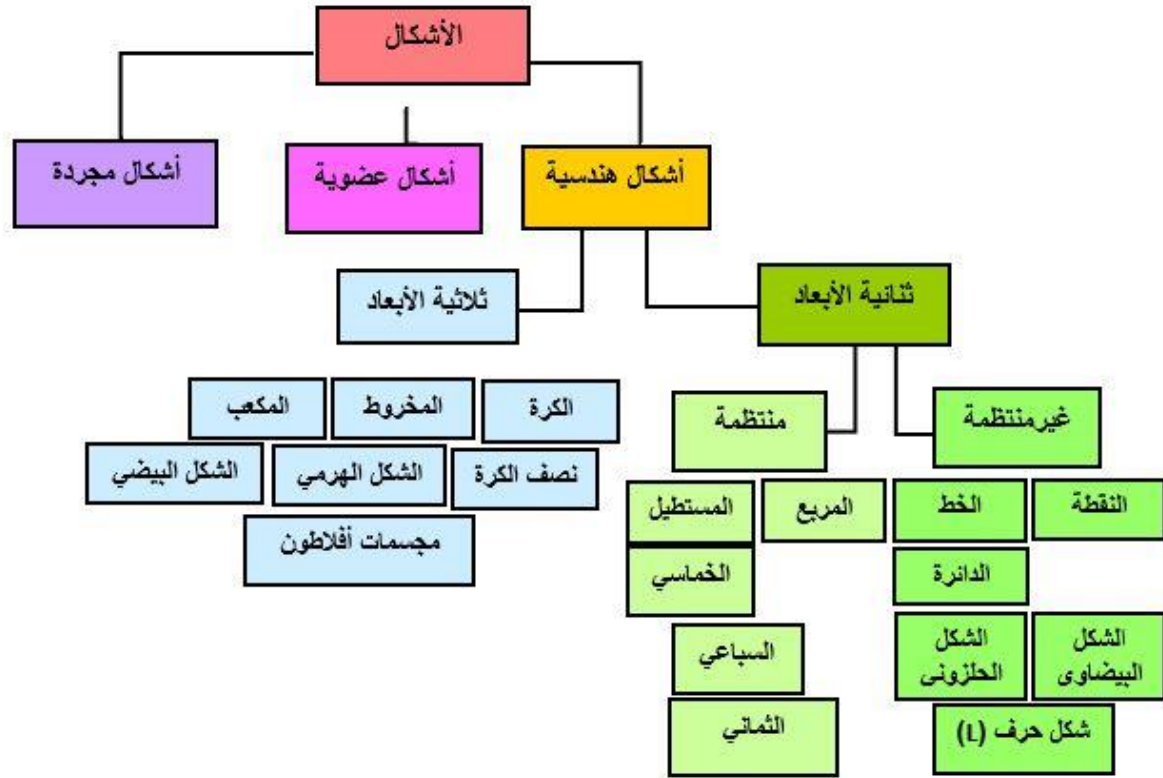 الأشكال
أشكال هندسية
أشكال عضوية
أشكال مجردة
ثنائية الأبعاد
ثلاثية الأبعاد
غيرمنتظمة
منتظمة
النقطة
الخط
الدائرة
الشكل
البيضاوى
الشكل
الحلزونى
شكل حرف (L)
المربع
المستطيل
الخماسي
السباعي
الثماني
الكرة
المخروط
المكعب
نصف الكرة
الشكل الهرمي
الشكل البيضي
مجسمات أفلاطون